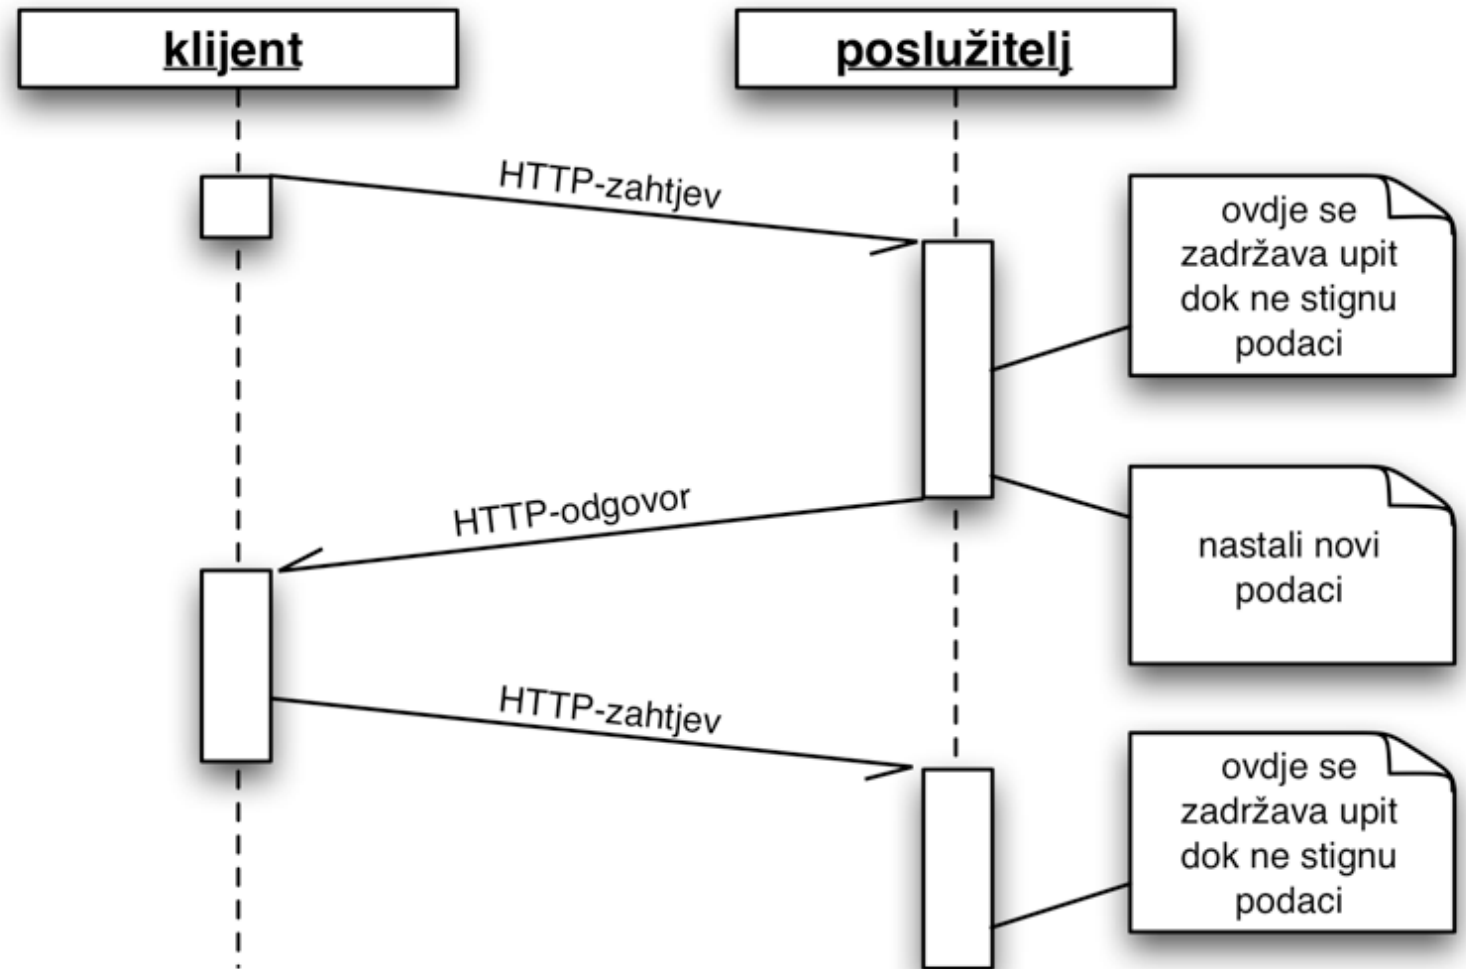 klijent
poslužitelj
HTTP-zahtjev
ovdje se
zadržava upit
dok ne stignu
podaci
HTTP-odgovor
nastali novi
podaci
HTTP-zahtjev
ovdje se
zadržava upit
dok ne stignu
podaci